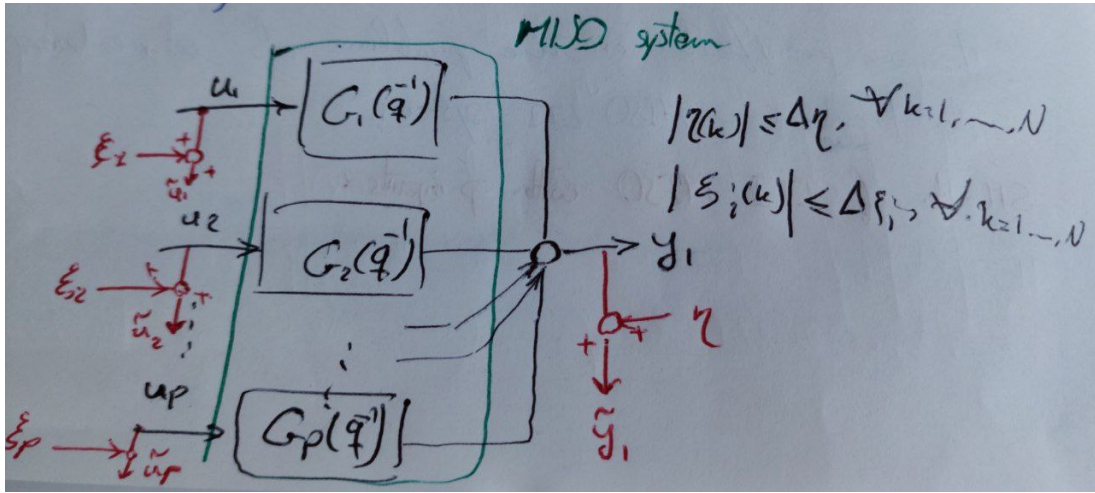 MISO system
u₁
G₁(q⁻¹)
|η(k)| ≤ Δη, ∀ k=1, ..., N
ξ₁
+
+
ũ₁
|ξᵢ(k)| ≤ Δξᵢ, ∀ k=1..., N
u₂
G₂(q⁻¹)
y₁
ξ₂
+
+
ũ₂
+
+
η
ỹ₁
uₚ
Gₚ(q⁻¹)
ξₚ
ũₚ